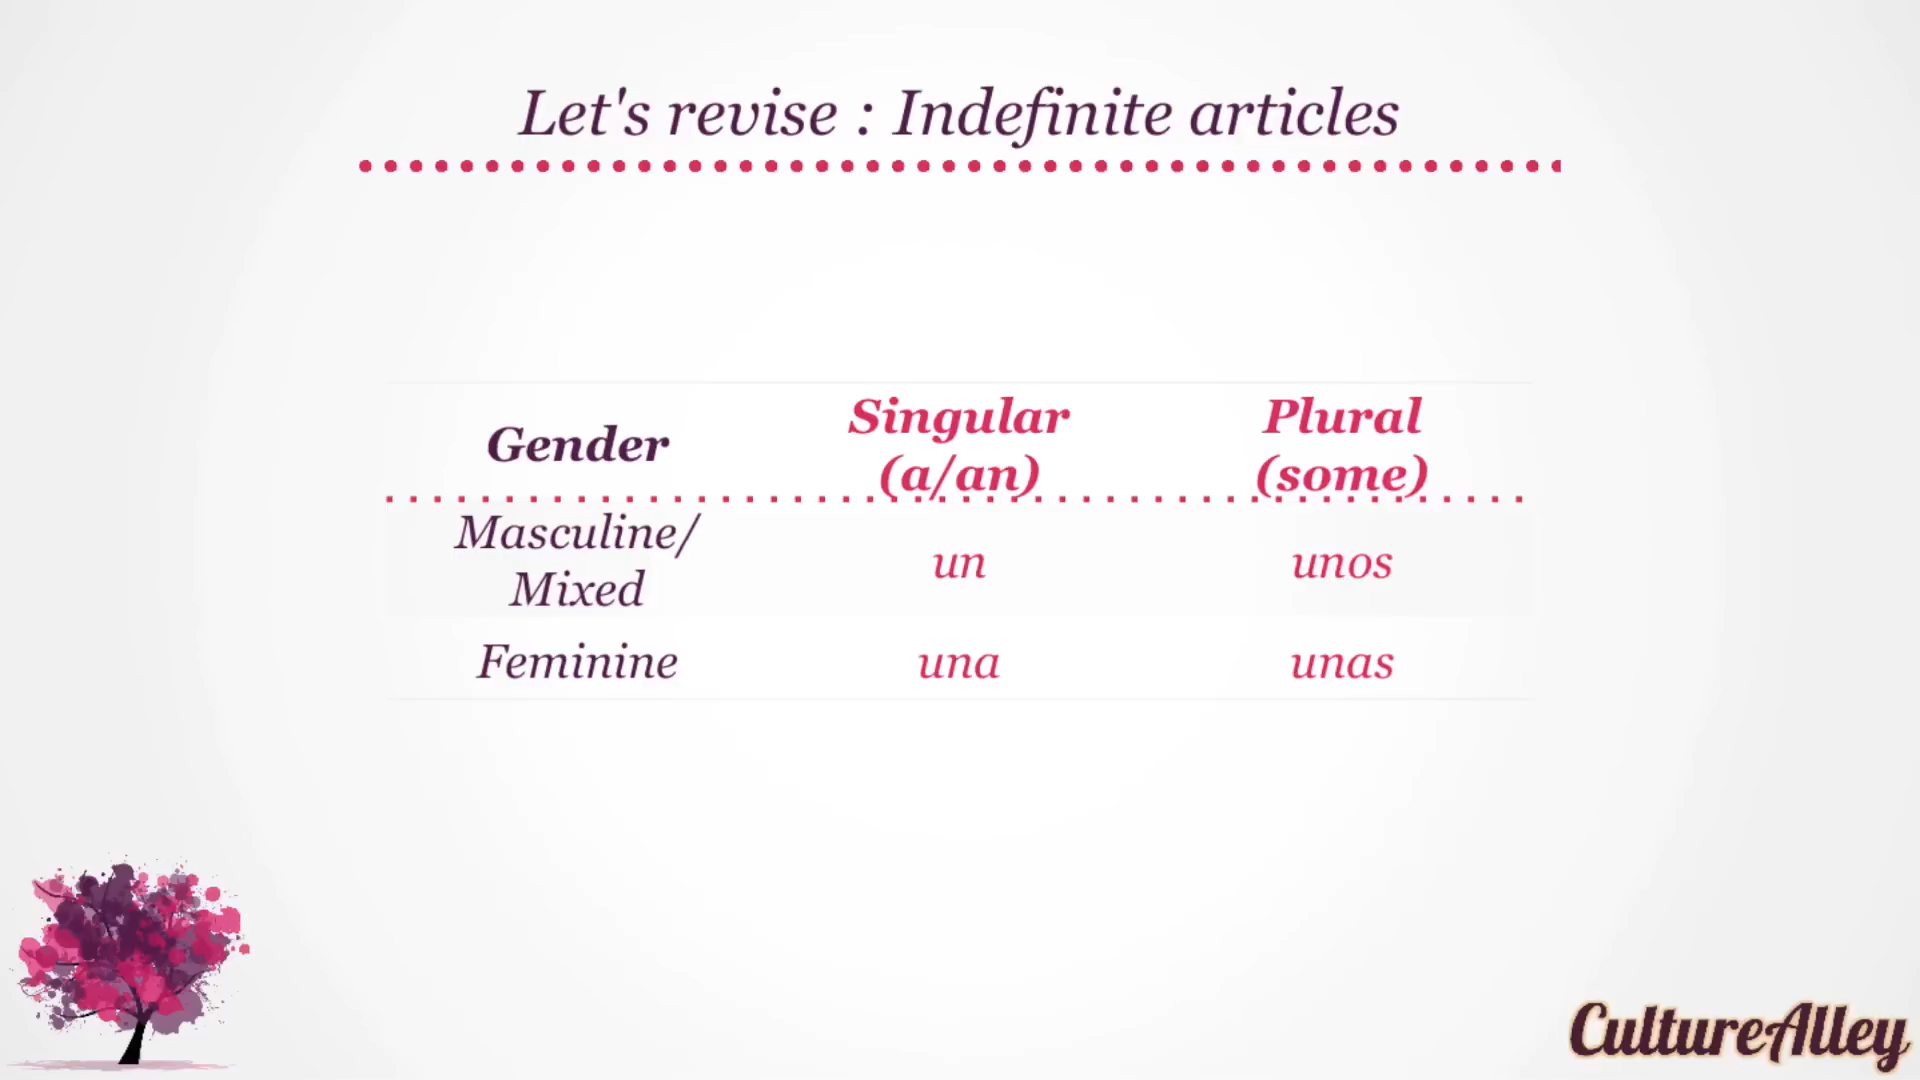 Let's revise : Indefinite articles
Gender
Singular
(a/an)
Plural
(some)
Masculine/
Mixed
un
unos
Feminine
una
unas
CultureAlley